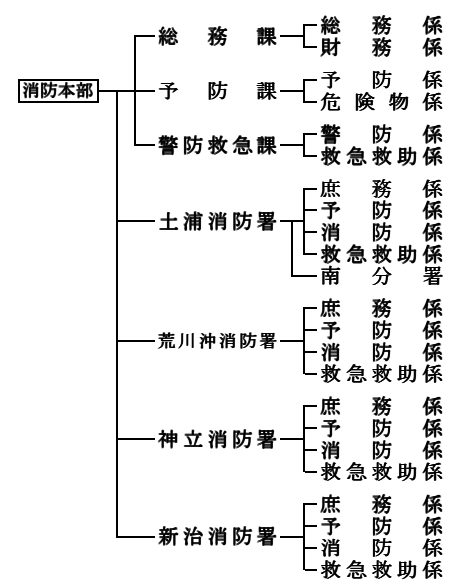 消防本部
総務課
総務係
財務係
予防課
予防係
危険物係
警防救急課
警防係
救急救助係
土浦消防署
庶務係
予防係
消防係
救急救助係
南分署
荒川沖消防署
庶務係
予防係
消防係
救急救助係
神立消防署
庶務係
予防係
消防係
救急救助係
新治消防署
庶務係
予防係
消防係
救急救助係